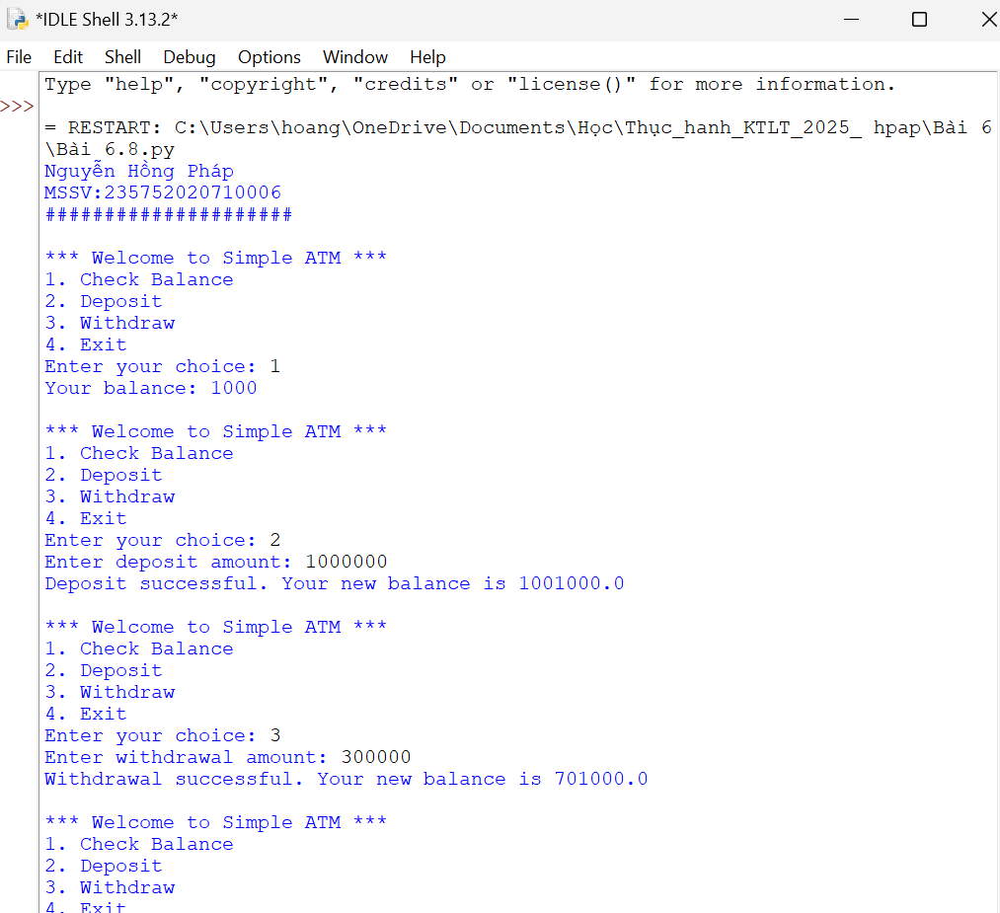 *IDLE Shell 3.13.2*
File Edit Shell Debug Options Window Help
Type "help", "copyright", "credits" or "license()" for more information.
>>>
= RESTART: C:\Users\hoang\OneDrive\Documents\Học\Thục_hanh_KTLT_2025_ hpap\Bài 6
\Bài 6.8.py
Nguyễn Hồng Pháp
MSSV:235752020710006
#####################
*** Welcome to Simple ATM ***
1. Check Balance
2. Deposit
3. Withdraw
4. Exit
Enter your choice: 1
Your balance: 1000
*** Welcome to Simple ATM ***
1. Check Balance
2. Deposit
3. Withdraw
4. Exit
Enter your choice: 2
Enter deposit amount: 1000000
Deposit successful. Your new balance is 1001000.0
*** Welcome to Simple ATM ***
1. Check Balance
2. Deposit
3. Withdraw
4. Exit
Enter your choice: 3
Enter withdrawal amount: 300000
Withdrawal successful. Your new balance is 701000.0
*** Welcome to Simple ATM ***
1. Check Balance
2. Deposit
3. Withdraw
4. Exit